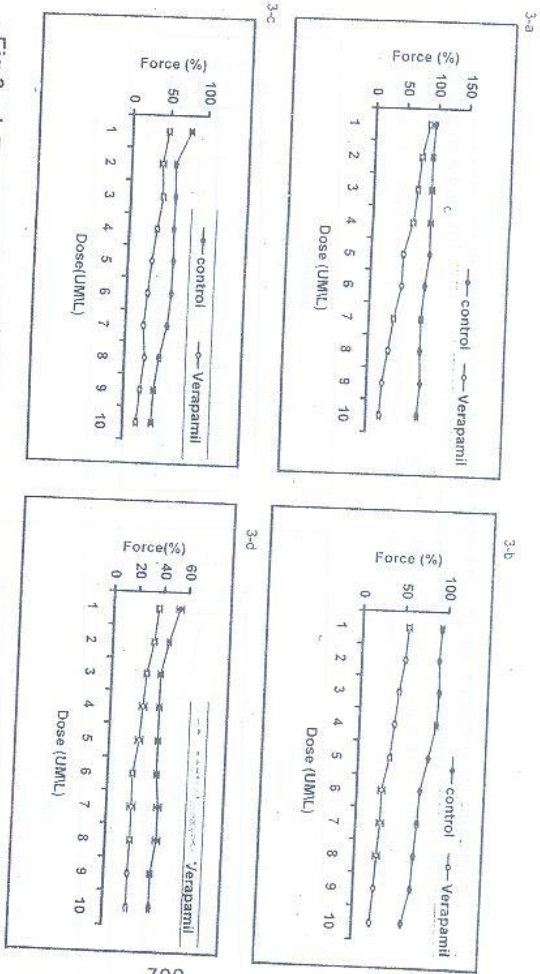 3-a
Force (%)
150
100
50
0
1 2 3 4 5 6 7 8 9 10
Dose (UM\L)
control
Verapamil
3-b
Force (%)
100
50
0
1 2 3 4 5 6 7 8 9 10
Dose (UM\L)
control
Verapamil
3-c
Force (%)
100
50
0
1 2 3 4 5 6 7 8 9 10
Dose(UM\L)
control
Verapamil
3-d
Force(%)
60
40
20
0
1 2 3 4 5 6 7 8 9 10
Dose (UM\L)
Verapamil